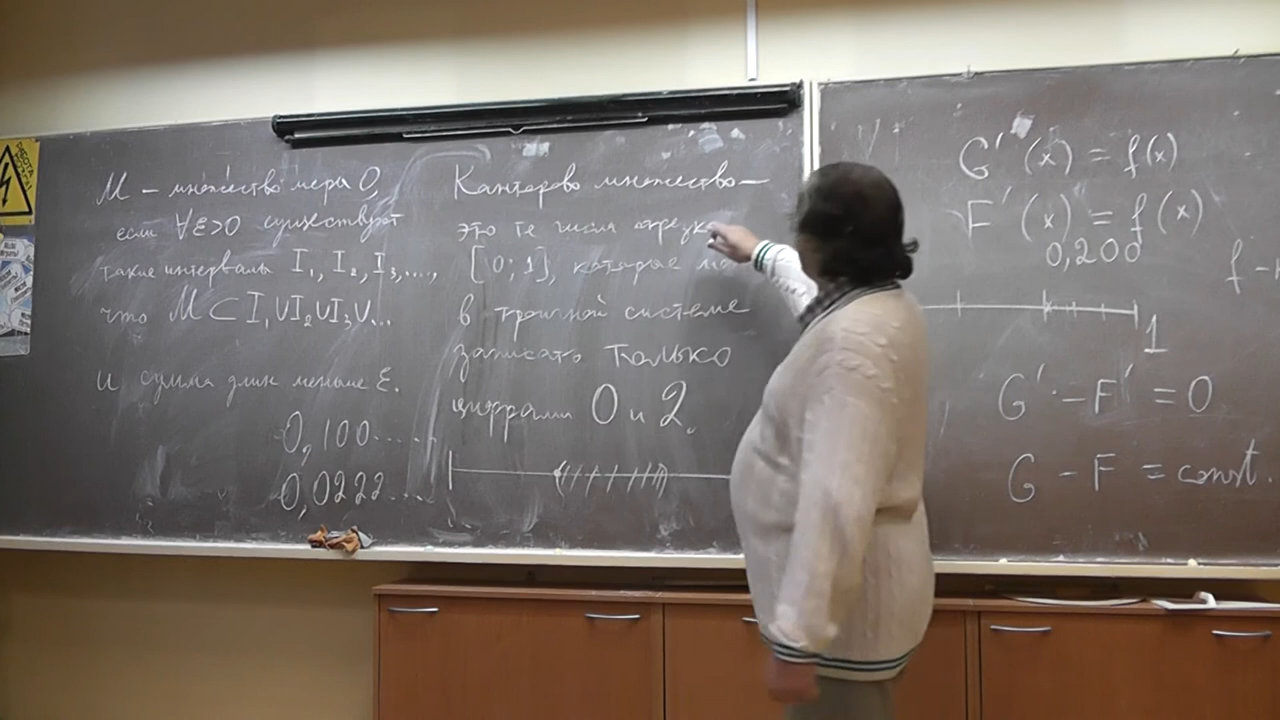 M – множество меры 0,
если ∀ε>0 существуют
такие интервалы I₁, I₂, I₃, ...,
что M ⊂ I₁∪I₂∪I₃∪...
и сумма длин меньше ε.
0,100.....
0,0222....
Канторово множество –
это те числа отрезка
[0;1], которые
в троичной системе
записать только
цифрами 0 и 2.
G'(x) = f(x)
F'(x) = f(x)
0,200
1
G' – F' = 0
G – F = const.
f –